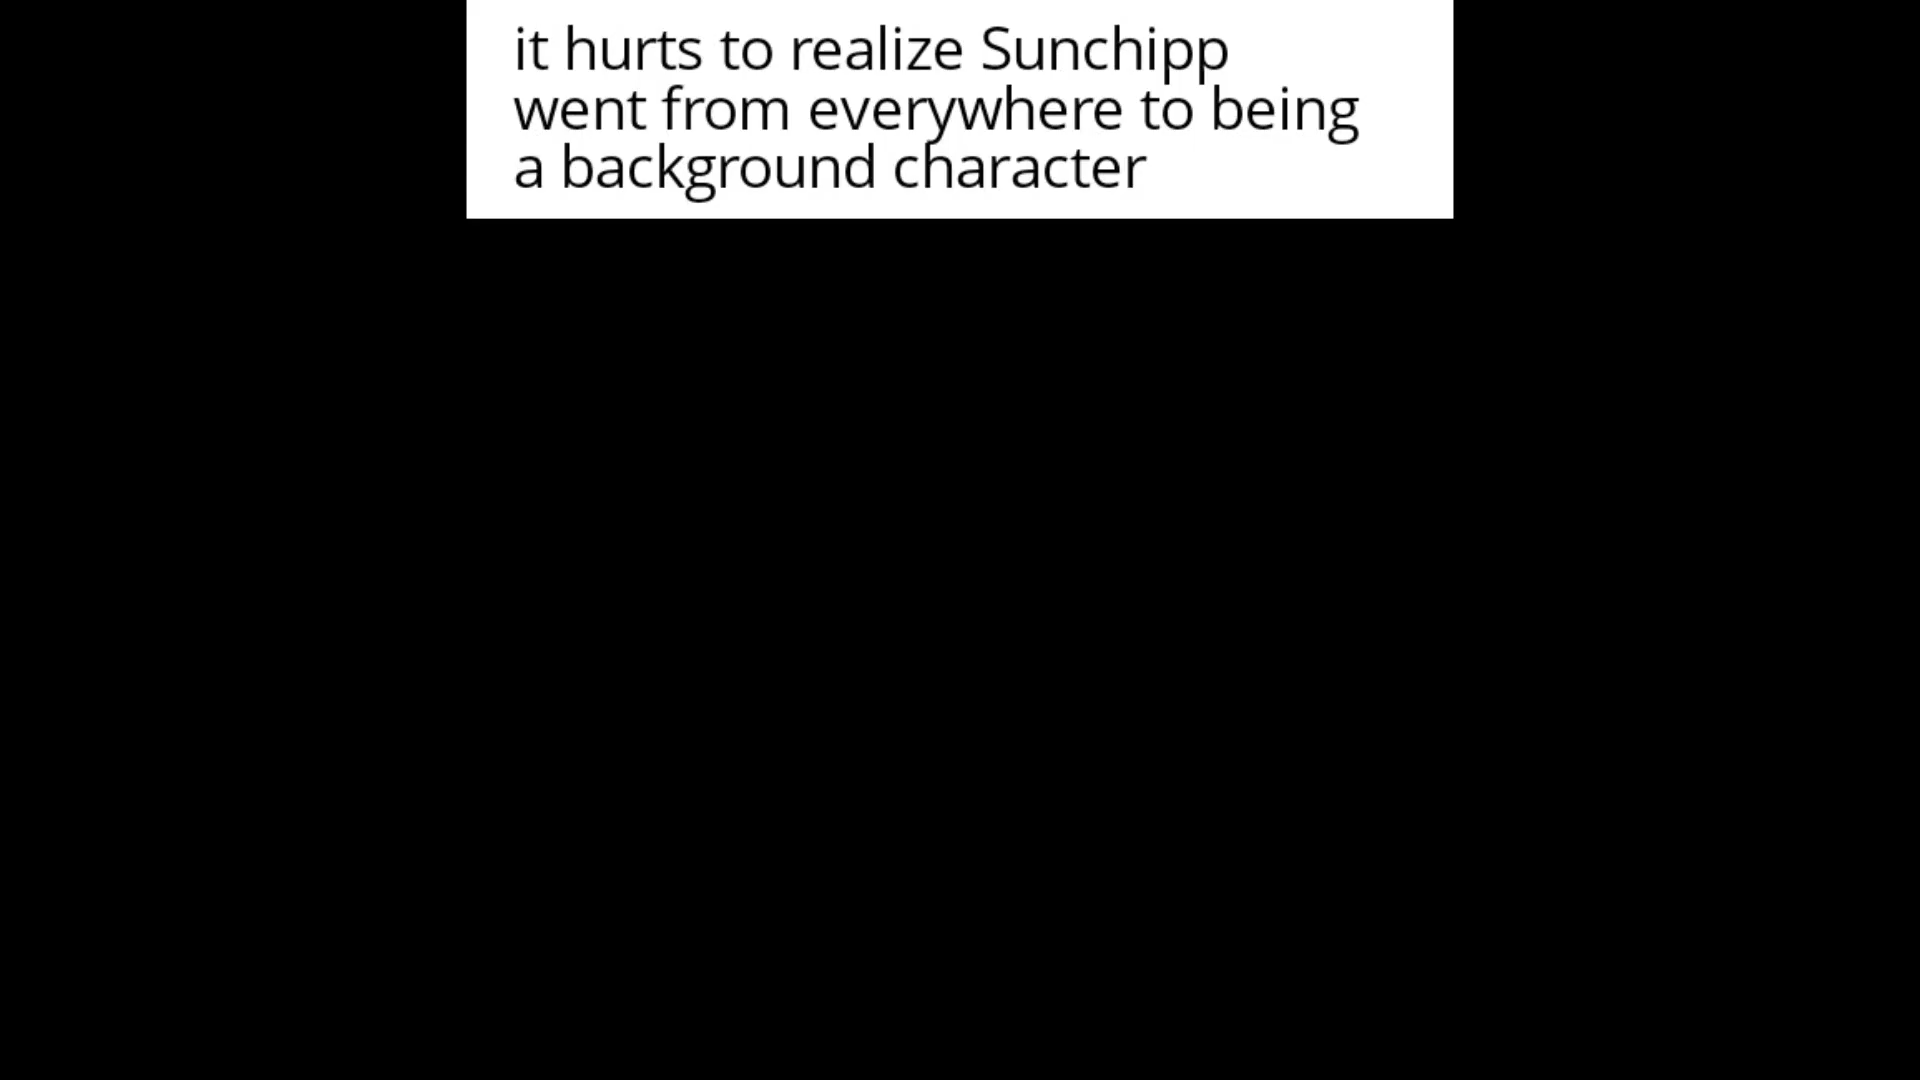 it hurts to realize Sunchipp
went from everywhere to being
a background character